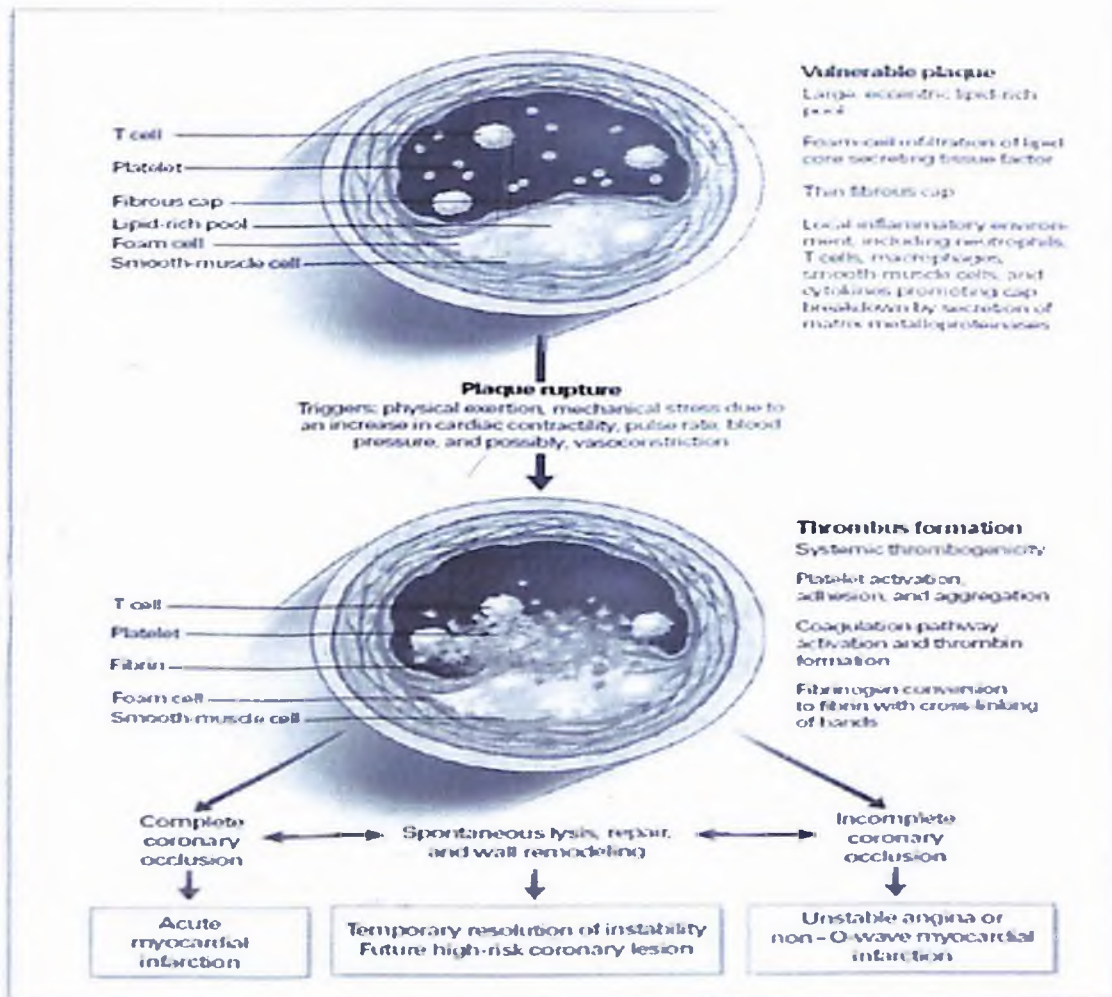 Vulnerable plaque
Large, eccentric lipid-rich
pool
Foam-cell infiltration of lipid
core secreting tissue factor
Thin fibrous cap
Local inflammatory environ-
ment, including neutrophils,
T cells, macrophages,
smooth-muscle cells, and
cytokines promoting cap
breakdown by secretion of
matrix metalloproteinases
T cell
Platelet
Fibrous cap
Lipid-rich pool
Foam cell
Smooth-muscle cell
Plaque rupture
Triggers: physical exertion, mechanical stress due to
an increase in cardiac contractility, pulse rate, blood
pressure, and possibly, vasoconstriction
Thrombus formation
Systemic thrombogenicity
Platelet activation,
adhesion, and aggregation
Coagulation-pathway
activation and thrombin
formation
Fibrinogen conversion
to fibrin with cross-linking
of bands
T cell
Platelet
Fibrin
Foam cell
Smooth-muscle cell
Complete
coronary
occlusion
Spontaneous lysis, repair,
and wall remodeling
Incomplete
coronary
occlusion
Acute
myocardial
infarction
Temporary resolution of instability
Future high-risk coronary lesion
Unstable angina or
non–Q-wave myocardial
infarction